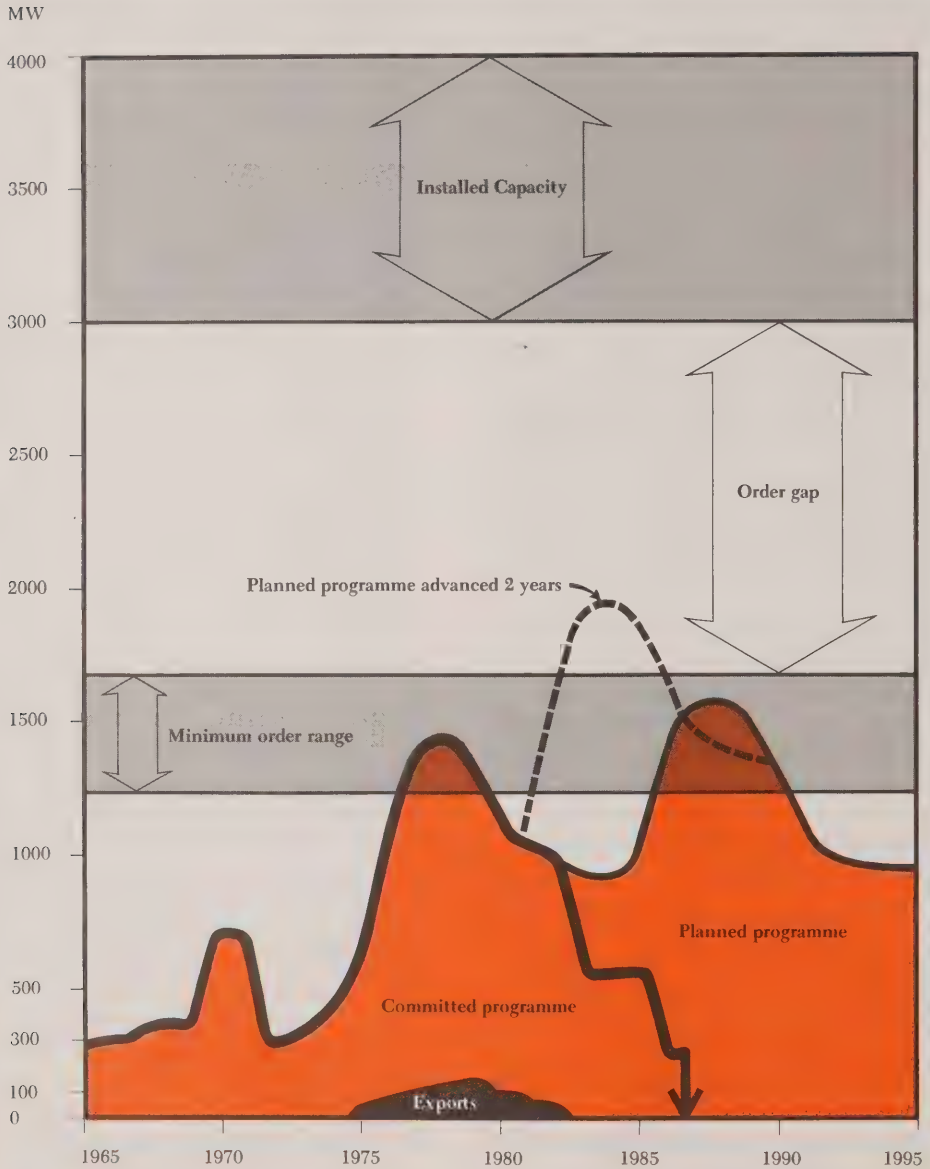 MW
4000
Installed Capacity
3500
3000
2500
Order gap
2000
Planned programme advanced 2 years
1500
Minimum order range
1000
Planned programme
500
Committed programme
300
100
Exports
0
1965 1970 1975 1980 1985 1990 1995